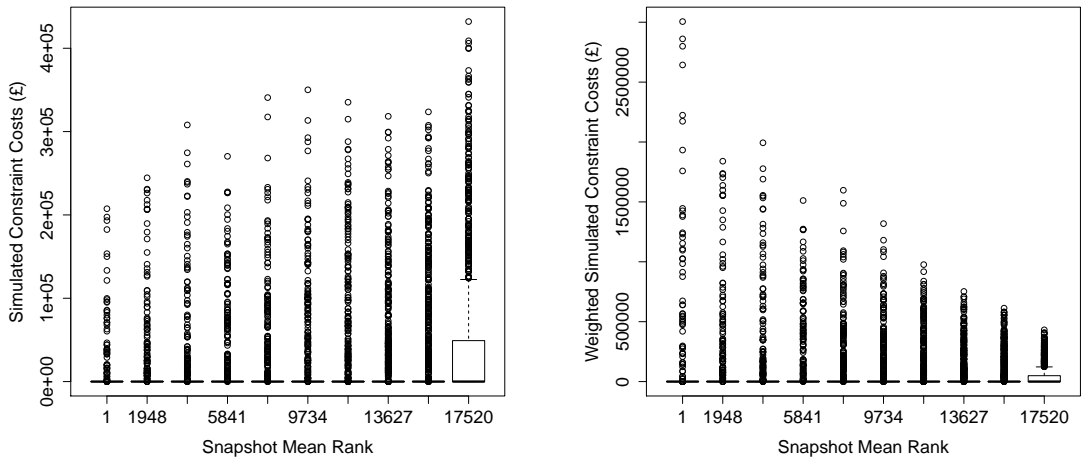 Simulated Constraint Costs (£)
4e+05
3e+05
2e+05
1e+05
0e+00
1 1948 5841 9734 13627 17520
Snapshot Mean Rank
Weighted Simulated Constraint Costs (£)
2500000
1500000
500000
0
1 1948 5841 9734 13627 17520
Snapshot Mean Rank